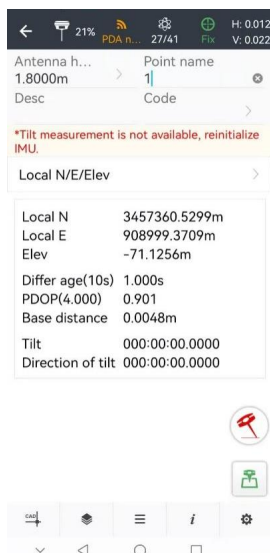 21% PDA n... 27/41 Fix H: 0.012 V: 0.022
Antenna h... Point name
1.8000m 1
Desc Code
*Tilt measurement is not available, reinitialize
IMU.
Local N/E/Elev
Local N 3457360.5299m
Local E 908999.3709m
Elev -71.1256m
Differ age(10s) 1.000s
PDOP(4.000) 0.901
Base distance 0.0048m
Tilt 000:00:00.0000
Direction of tilt 000:00:00.0000
CAD
i